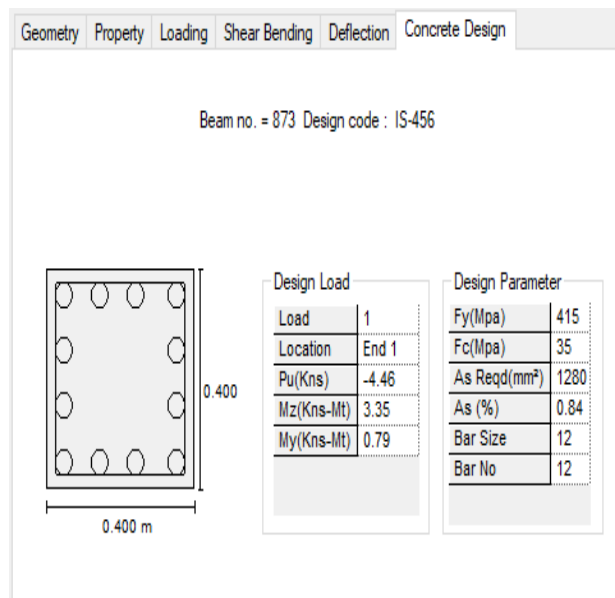 Geometry Property Loading Shear Bending Deflection Concrete Design
Beam no. = 873 Design code : IS-456
0.400
0.400 m
Design Load
Load 1
Location End 1
Pu(Kns) -4.46
Mz(Kns-Mt) 3.35
My(Kns-Mt) 0.79
Design Parameter
Fy(Mpa) 415
Fc(Mpa) 35
As Reqd(mm²) 1280
As (%) 0.84
Bar Size 12
Bar No 12